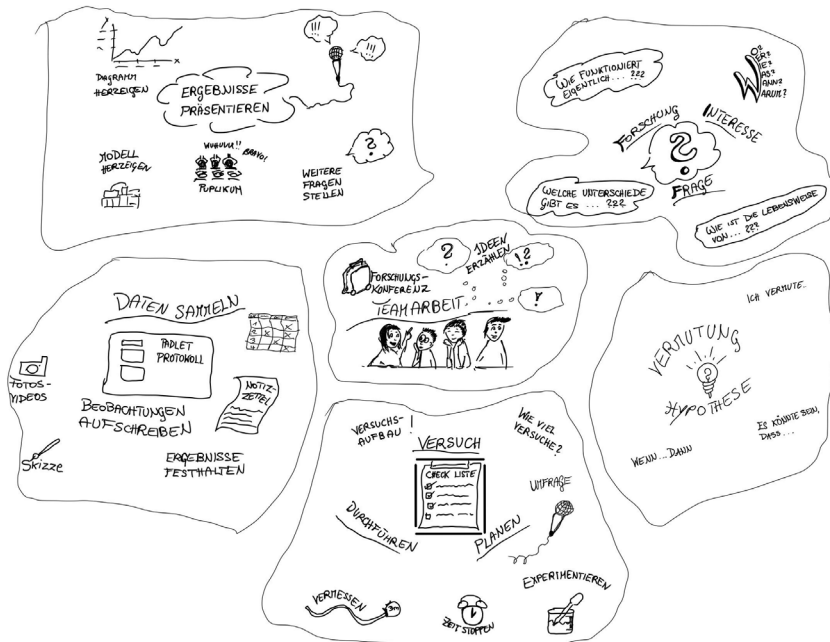 DIAGRAMM
HERZEIGEN
!!!
!!!
ERGEBNISSE
PRÄSENTIEREN
MODELL
HERZEIGEN
WUHUUU!!
BRAVO!
PUPLIKUM
?
WEITERE
FRAGEN
STELLEN
WIE FUNKTIONIERT
EIGENTLICH... ???
WO?
WER?
WIE?
WAS?
WANN?
WARUM?
FORSCHUNG
INTERESSE
?
FRAGE
WELCHE UNTERSCHIEDE
GIBT ES ... ???
WIE IST DIE LEBENSWEISE
VON... ???
FORSCHUNGS-
KONFERENZ
?
IDEEN
ERZÄHLEN
!?
TEAMARBEIT
DATEN SAMMELN
PADLET
PROTOKOLL
FOTOS-
VIDEOS
NOTIZ-
ZETTEL
BEOBACHTUNGEN
AUFSCHREIBEN
Skizze
ERGEBNISSE
FESTHALTEN
ICH VERMUTE..
VERMUTUNG
HYPOTHESE
ES KÖNNTE SEIN,
DASS...
WENN...DANN
VERSUCHS-
AUFBAU !
VERSUCH
WIE VIEL
VERSUCHE?
CHECK LISTE
UMFRAGE
DURCHFÜHREN
PLANEN
EXPERIMENTIEREN
VERMESSEN
3m
ZEIT STOPPEN